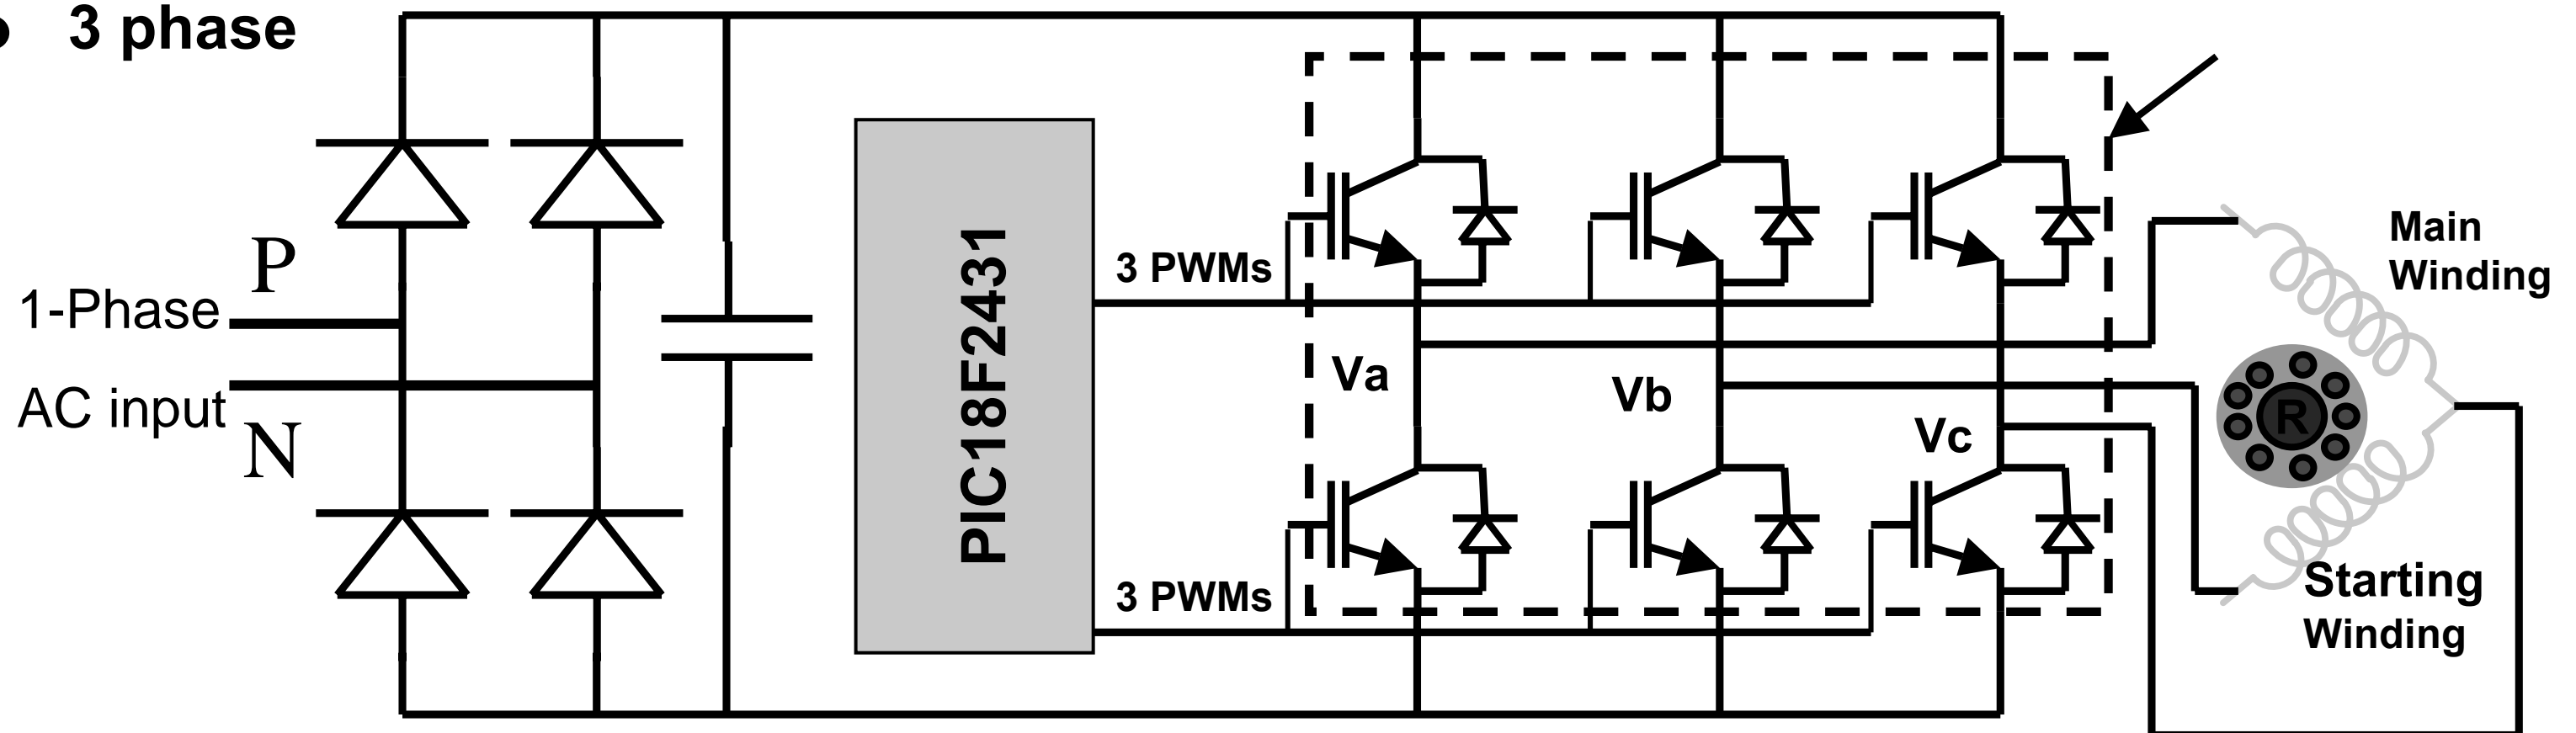 ● 3 phase
P
1-Phase
AC input
N
PIC18F2431
3 PWMs
3 PWMs
Va
Vb
Vc
Main
Winding
R
Starting
Winding